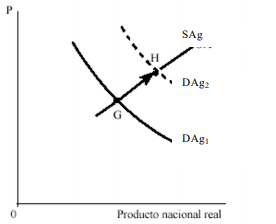 P
SAg
H
DAg2
G
DAg1
0
Producto nacional real